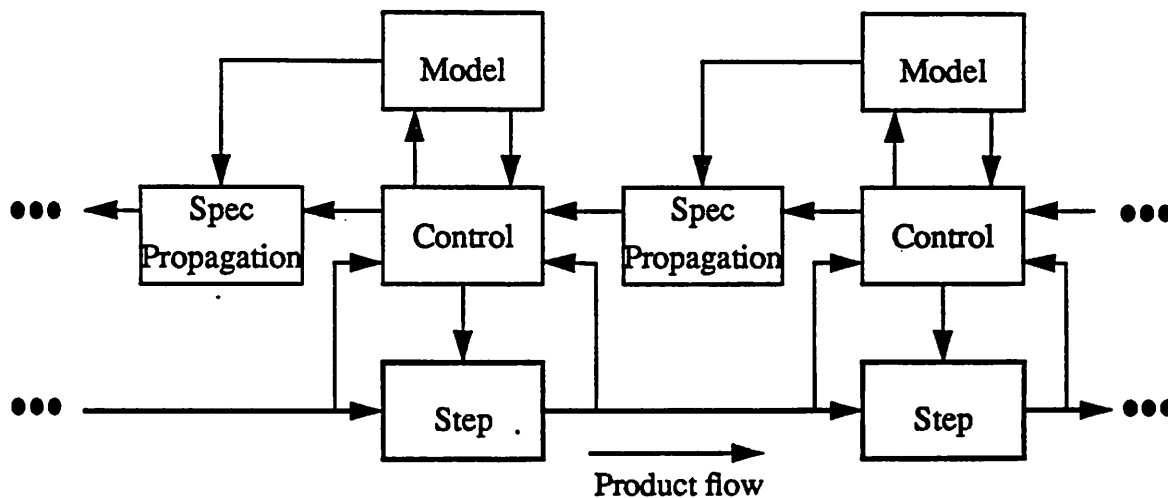 Model
Model
Spec
Propagation
Control
Spec
Propagation
Control
Step
Step
Product flow